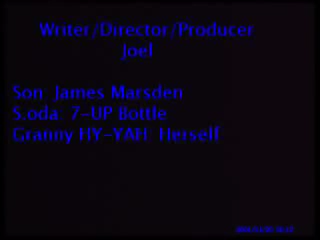 Writer/Director/Producer
Joel
Son: James Marsden
S.oda: 7-UP Bottle
Granny HY-YAH: Herself